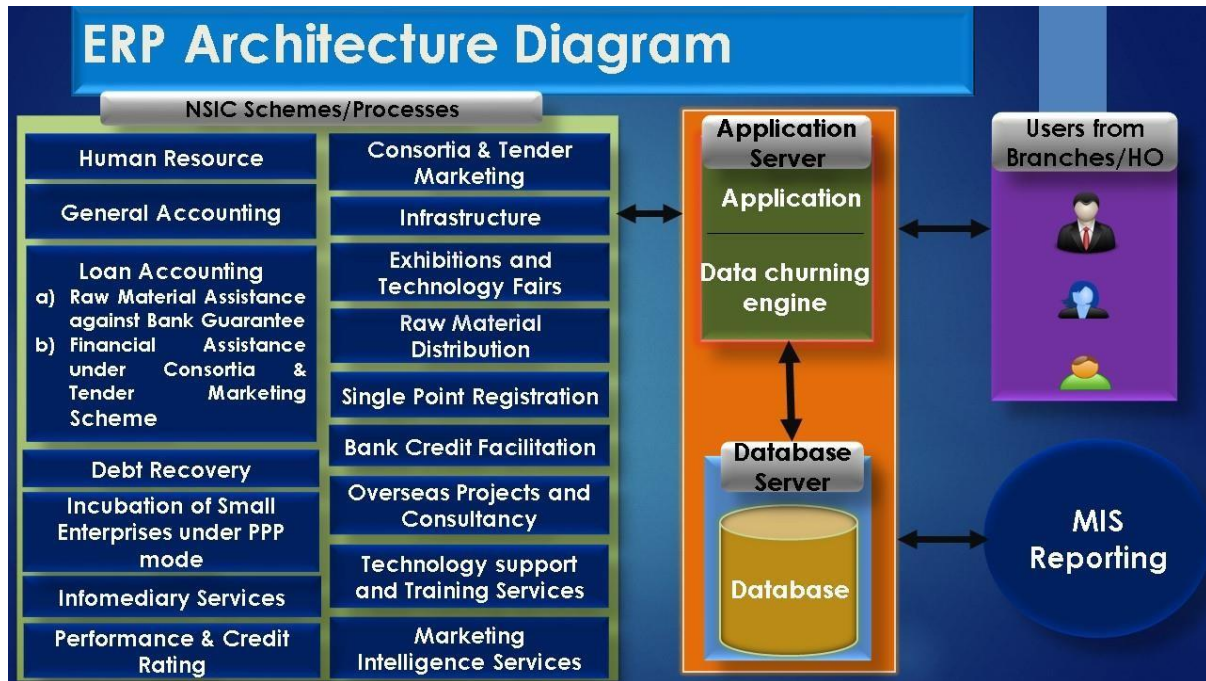 ERP Architecture Diagram
NSIC Schemes/Processes
Human Resource
General Accounting
Loan Accounting
a) Raw Material Assistance
against Bank Guarantee
b) Financial Assistance
under Consortia &
Tender Marketing
Scheme
Debt Recovery
Incubation of Small
Enterprises under PPP
mode
Infomediary Services
Performance & Credit
Rating
Consortia & Tender
Marketing
Infrastructure
Exhibitions and
Technology Fairs
Raw Material
Distribution
Single Point Registration
Bank Credit Facilitation
Overseas Projects and
Consultancy
Technology support
and Training Services
Marketing
Intelligence Services
Application
Server
Application
Data churning
engine
Database
Server
Database
Users from
Branches/HO
MIS
Reporting